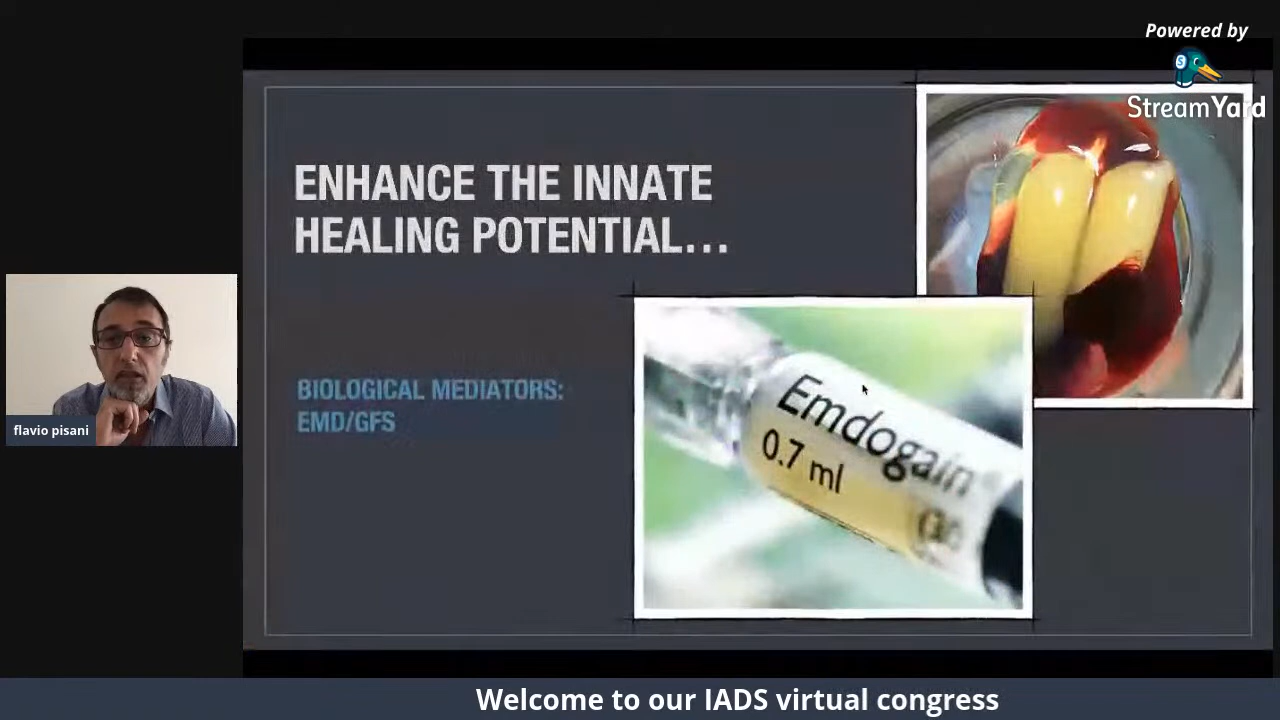 Powered by
StreamYard
ENHANCE THE INNATE
HEALING POTENTIAL...
BIOLOGICAL MEDIATORS:
EMD/GFS
Emdogain
0.7 ml
flavio pisani
Welcome to our IADS virtual congress